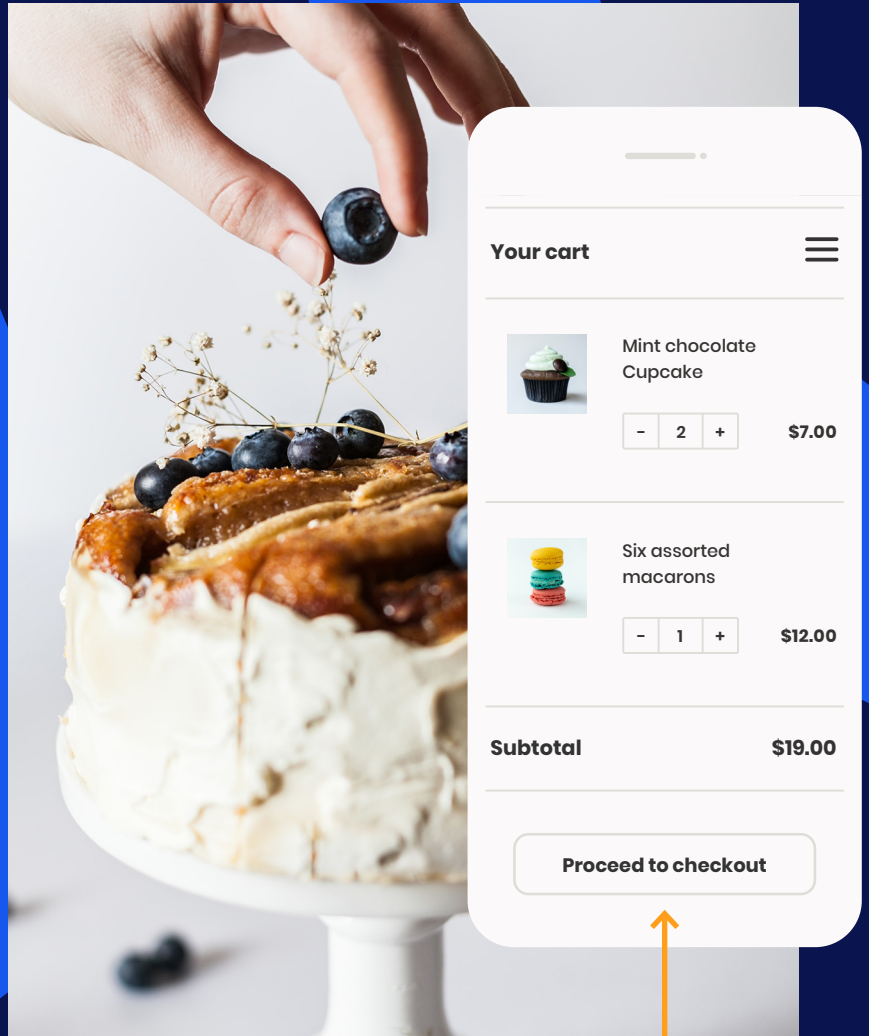 Your cart
Mint chocolate
Cupcake
- 2 + $7.00
Six assorted
macarons
- 1 + $12.00
Subtotal $19.00
Proceed to checkout